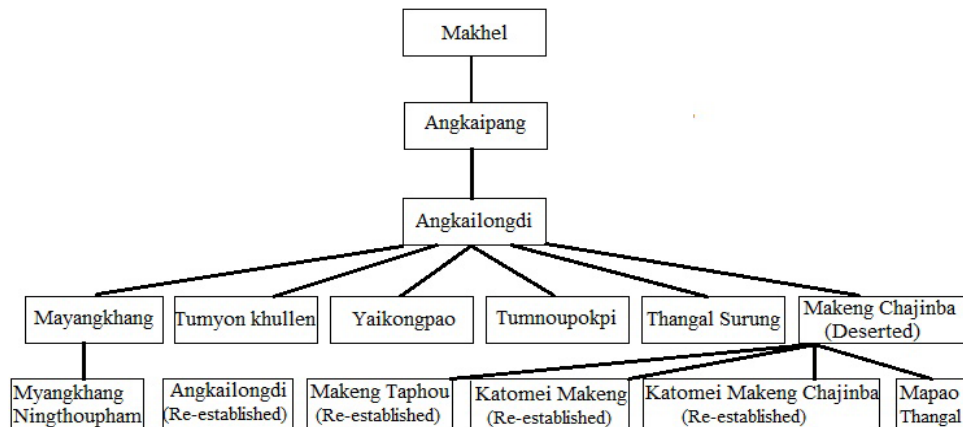 Makhel
Angkaipang
Angkailongdi
Mayangkhang
Tumyon khullen
Yaikongpao
Tumnoupokpi
Thangal Surung
Makeng Chajinba
(Deserted)
Myangkhang
Ningthoupham
Angkailongdi
(Re-established)
Makeng Taphou
(Re-established)
Katomei Makeng
(Re-established)
Katomei Makeng Chajinba
(Re-established)
Mapao
Thangal